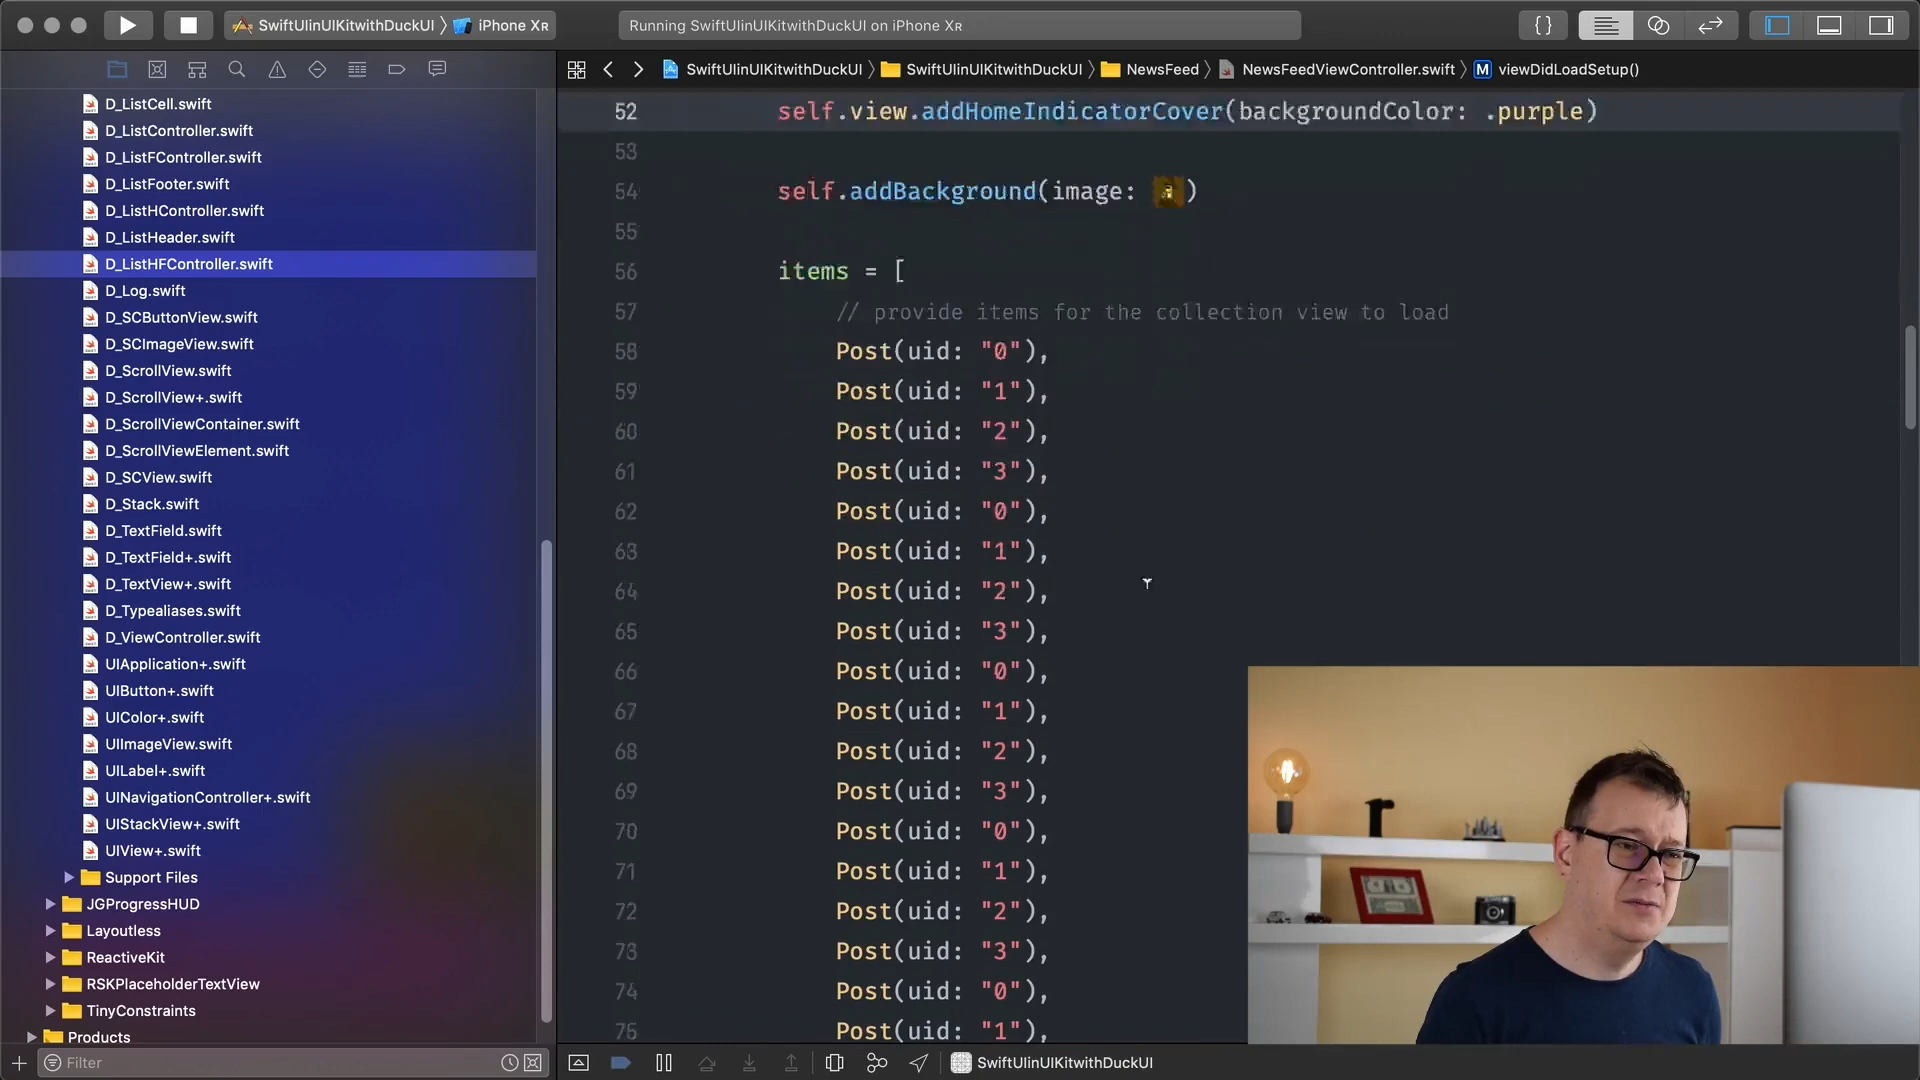 SwiftUIinUIKitwithDuckUI 〉 iPhone Xʀ
Running SwiftUIinUIKitwithDuckUI on iPhone Xʀ
{}
SwiftUIinUIKitwithDuckUI 〉 SwiftUIinUIKitwithDuckUI 〉 NewsFeed 〉 NewsFeedViewController.swift 〉 M viewDidLoadSetup()
D_ListCell.swift
D_ListController.swift
D_ListFController.swift
D_ListFooter.swift
D_ListHController.swift
D_ListHeader.swift
D_ListHFController.swift
D_Log.swift
D_SCButtonView.swift
D_SCImageView.swift
D_ScrollView.swift
D_ScrollView+.swift
D_ScrollViewContainer.swift
D_ScrollViewElement.swift
D_SCView.swift
D_Stack.swift
D_TextField.swift
D_TextField+.swift
D_TextView+.swift
D_Typealiases.swift
D_ViewController.swift
UIApplication+.swift
UIButton+.swift
UIColor+.swift
UIImageView.swift
UILabel+.swift
UINavigationController+.swift
UIStackView+.swift
UIView+.swift
Support Files
JGProgressHUD
Layoutless
ReactiveKit
RSKPlaceholderTextView
TinyConstraints
Products
Filter
52 self.view.addHomeIndicatorCover(backgroundColor: .purple)
53
54 self.addBackground(image: )
55
56 items = [
57 // provide items for the collection view to load
58 Post(uid: "0"),
59 Post(uid: "1"),
60 Post(uid: "2"),
61 Post(uid: "3"),
62 Post(uid: "0"),
63 Post(uid: "1"),
64 Post(uid: "2"),
65 Post(uid: "3"),
66 Post(uid: "0"),
67 Post(uid: "1"),
68 Post(uid: "2"),
69 Post(uid: "3"),
70 Post(uid: "0"),
71 Post(uid: "1"),
72 Post(uid: "2"),
73 Post(uid: "3"),
74 Post(uid: "0"),
75 Post(uid: "1"),
SwiftUIinUIKitwithDuckUI